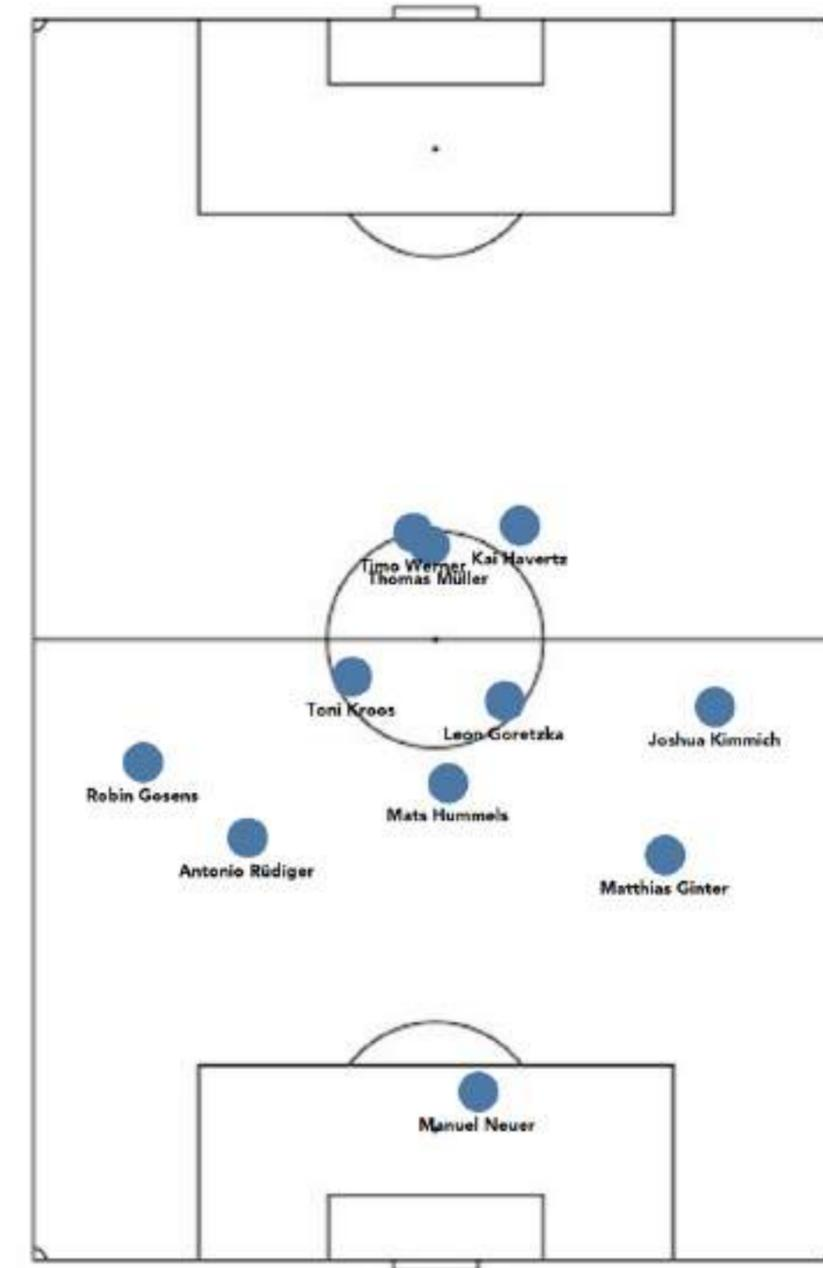 Timo Werner
Kai Havertz
Thomas Müller
Toni Kroos
Leon Goretzka
Joshua Kimmich
Robin Gosens
Mats Hummels
Antonio Rüdiger
Matthias Ginter
Manuel Neuer